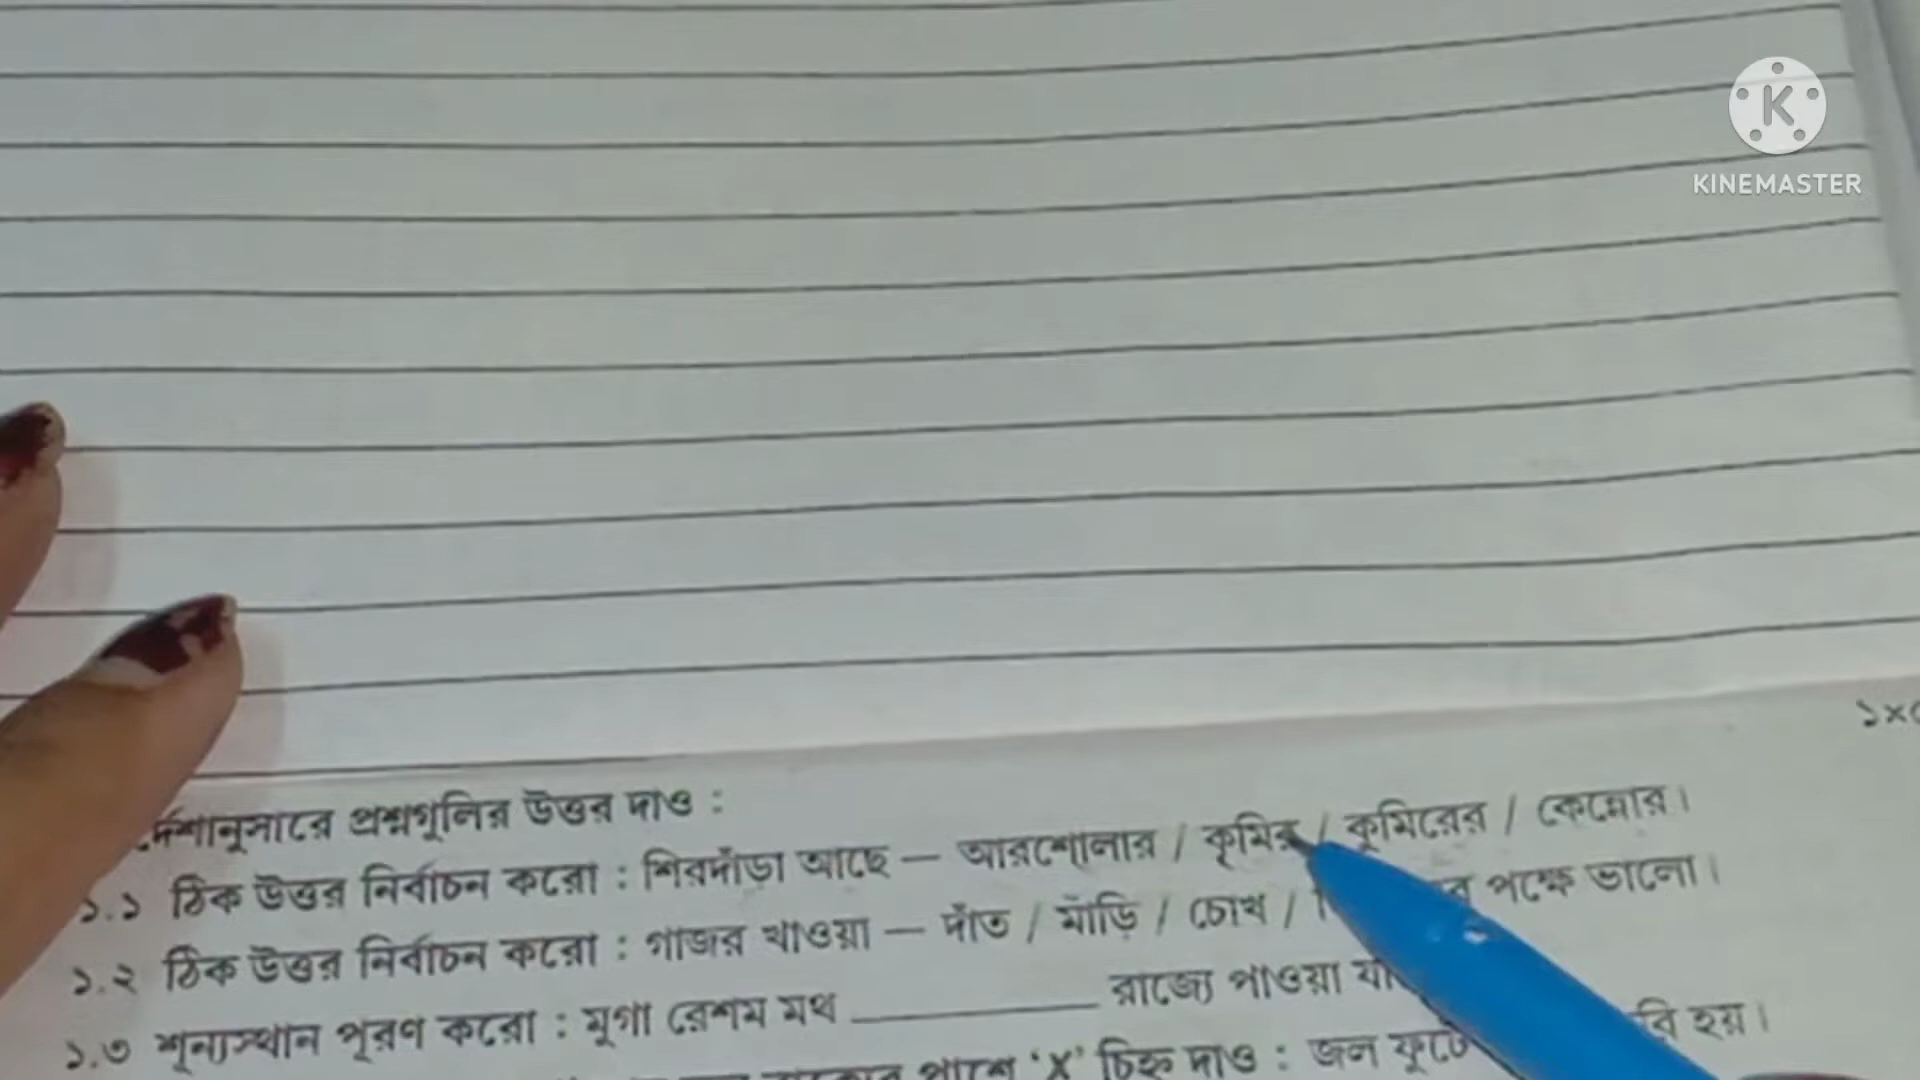 KINEMASTER
১×৫
র্দেশানুসারে প্রশ্নগুলির উত্তর দাও :
১.১ ঠিক উত্তর নির্বাচন করো : শিরদাঁড়া আছে — আরশোলার / কৃমির / কুমিরের / কেন্নোর।
১.২ ঠিক উত্তর নির্বাচন করো : গাজর খাওয়া — দাঁত / মাড়ি / চোখ / পক্ষে ভালো।
১.৩ শূন্যস্থান পূরণ করো : মুগা রেশম মথ ________ রাজ্যে পাওয়া
পাশে ‘X’ চিহ্ন দাও : জল ফুটে হয়।